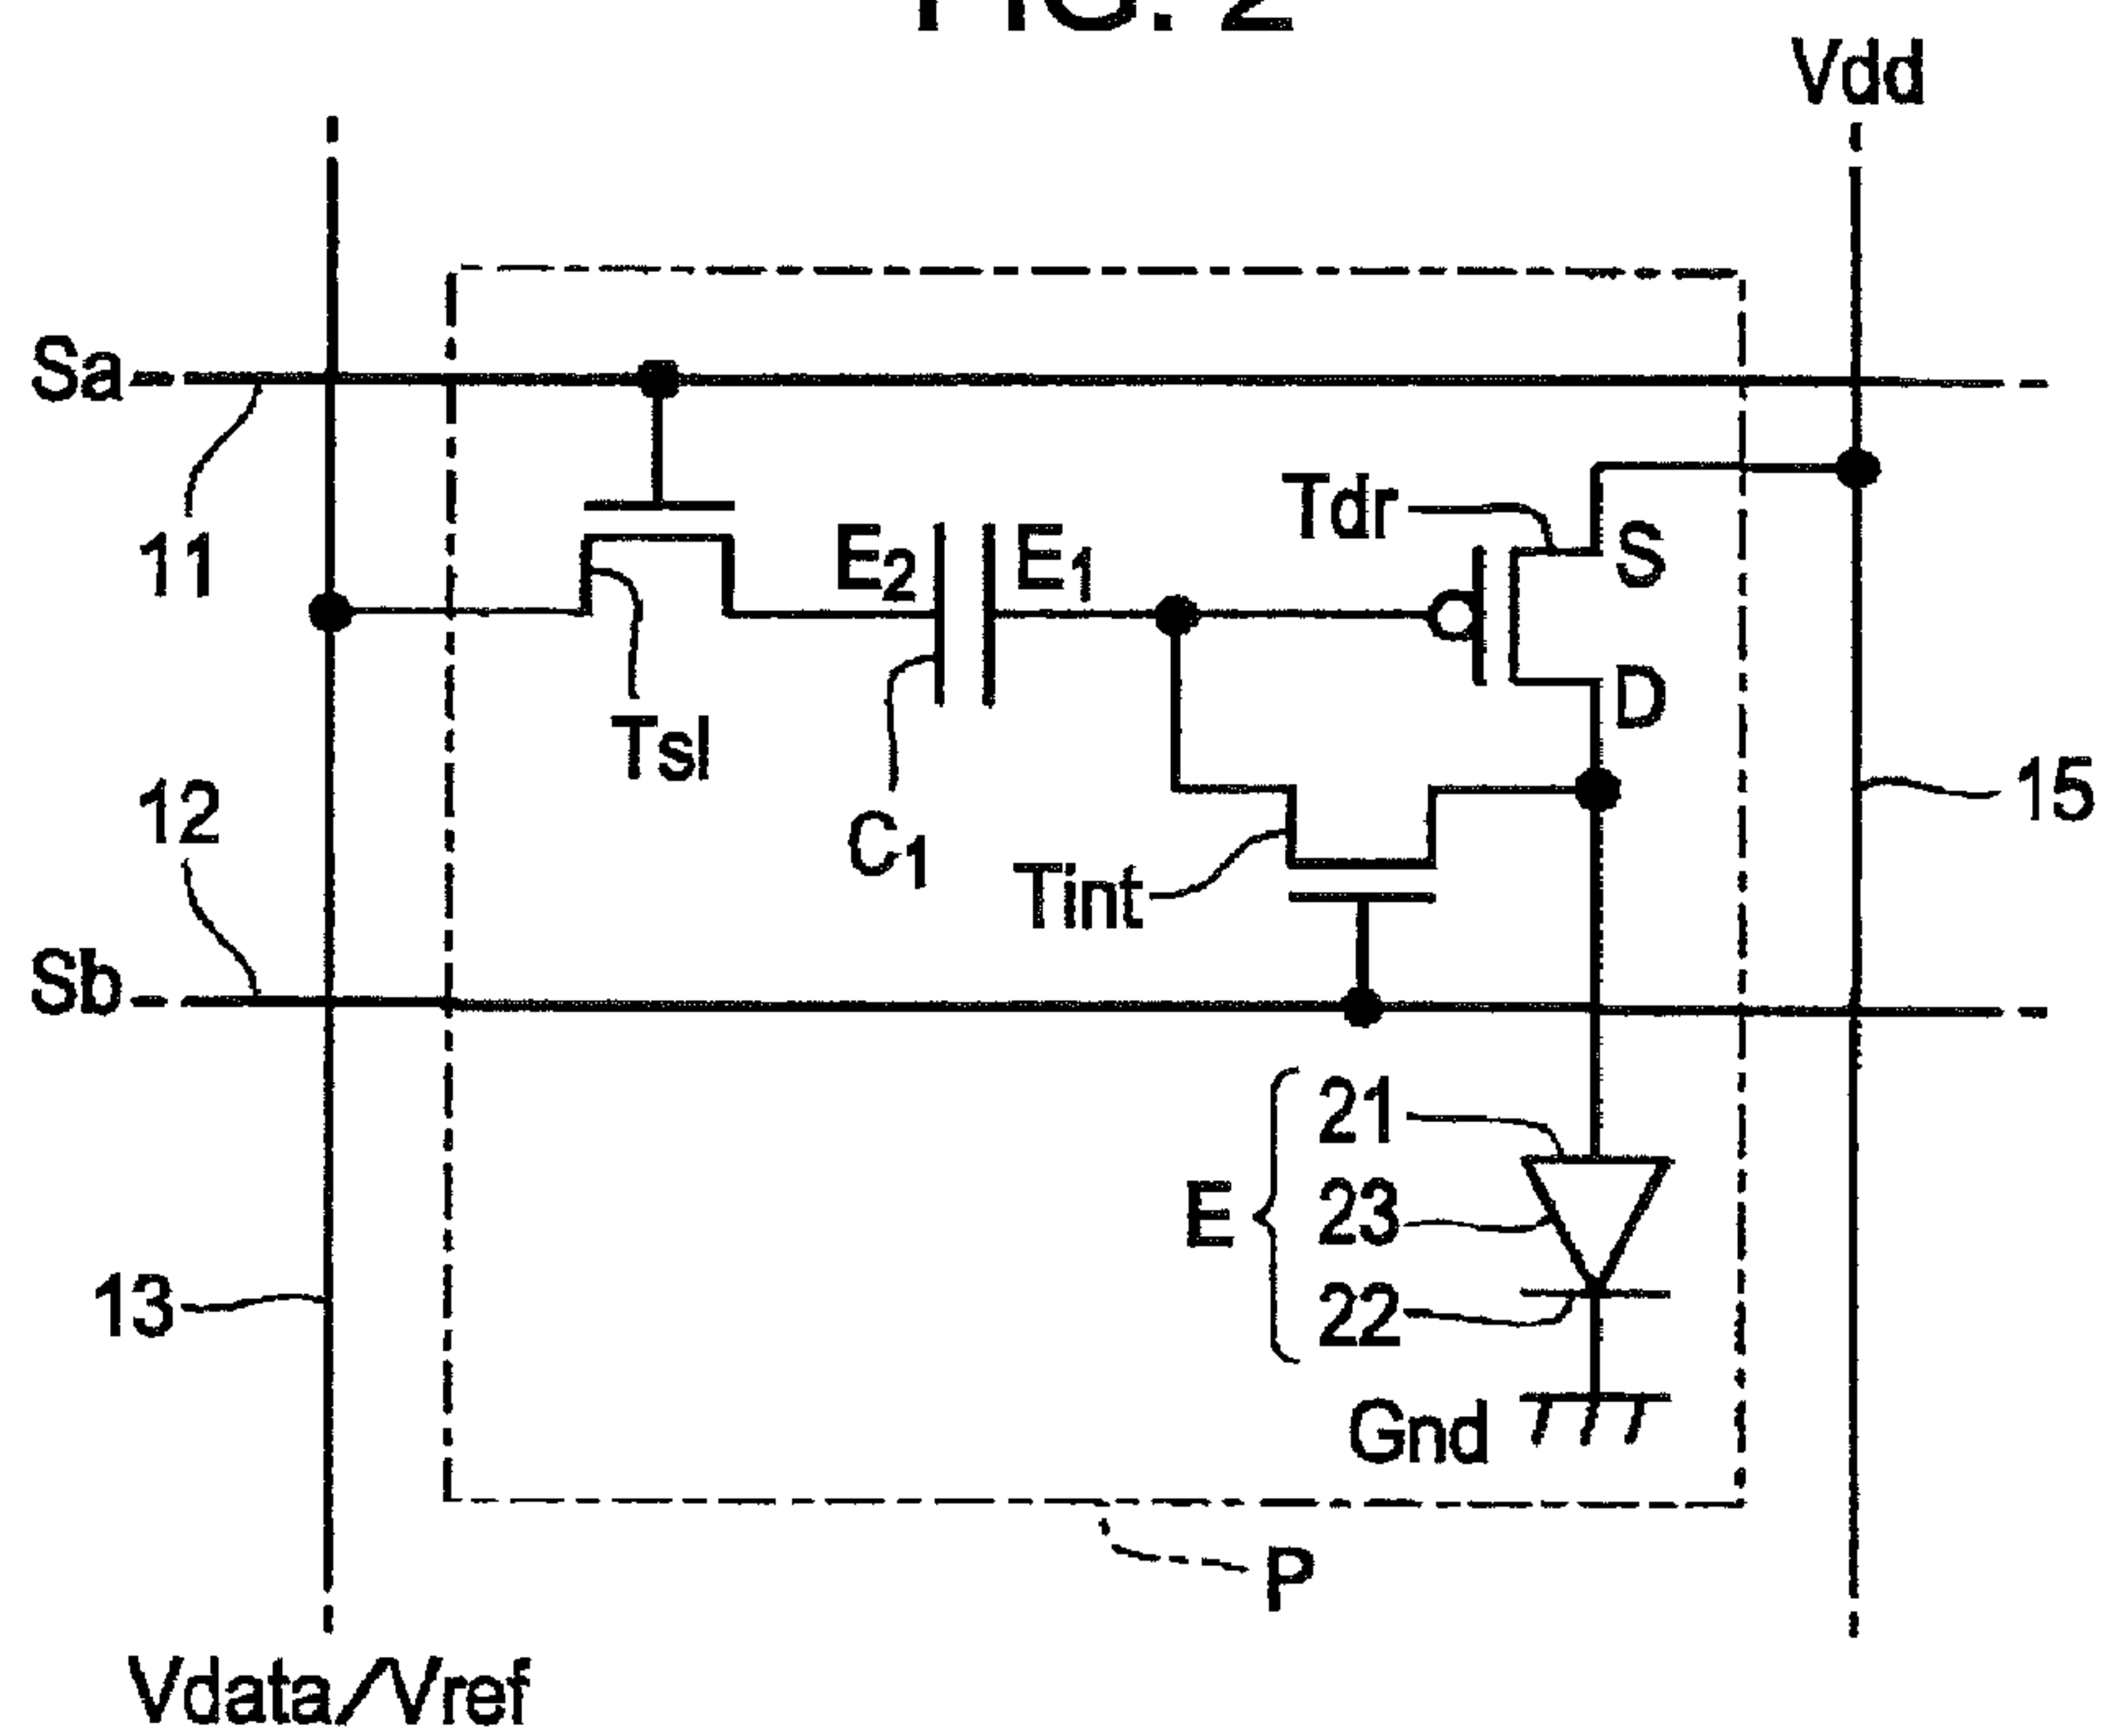 FIG. 2
Vdd
Sa
11
Tdr
S
E2
E1
D
Tsl
12
15
C1
Tint
Sb
21
E
23
13
22
Gnd
P
Vdata/Vref